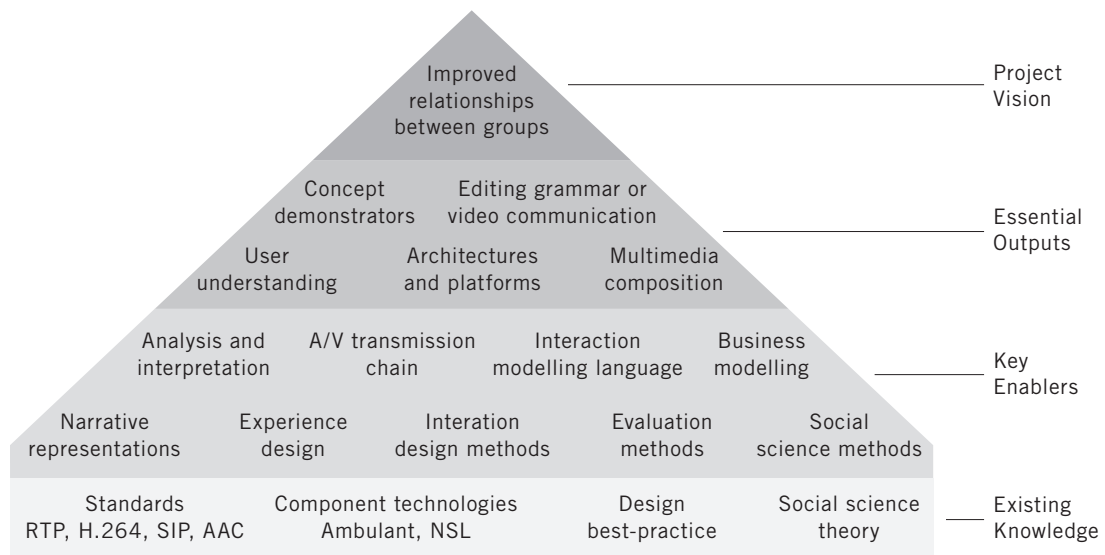 Improved
relationships
between groups
Project
Vision
Concept
demonstrators
Editing grammar or
video communication
User
understanding
Architectures
and platforms
Multimedia
composition
Essential
Outputs
Analysis and
interpretation
A/V transmission
chain
Interaction
modelling language
Business
modelling
Narrative
representations
Experience
design
Interation
design methods
Evaluation
methods
Social
science methods
Key
Enablers
Standards
RTP, H.264, SIP, AAC
Component technologies
Ambulant, NSL
Design
best-practice
Social science
theory
Existing
Knowledge